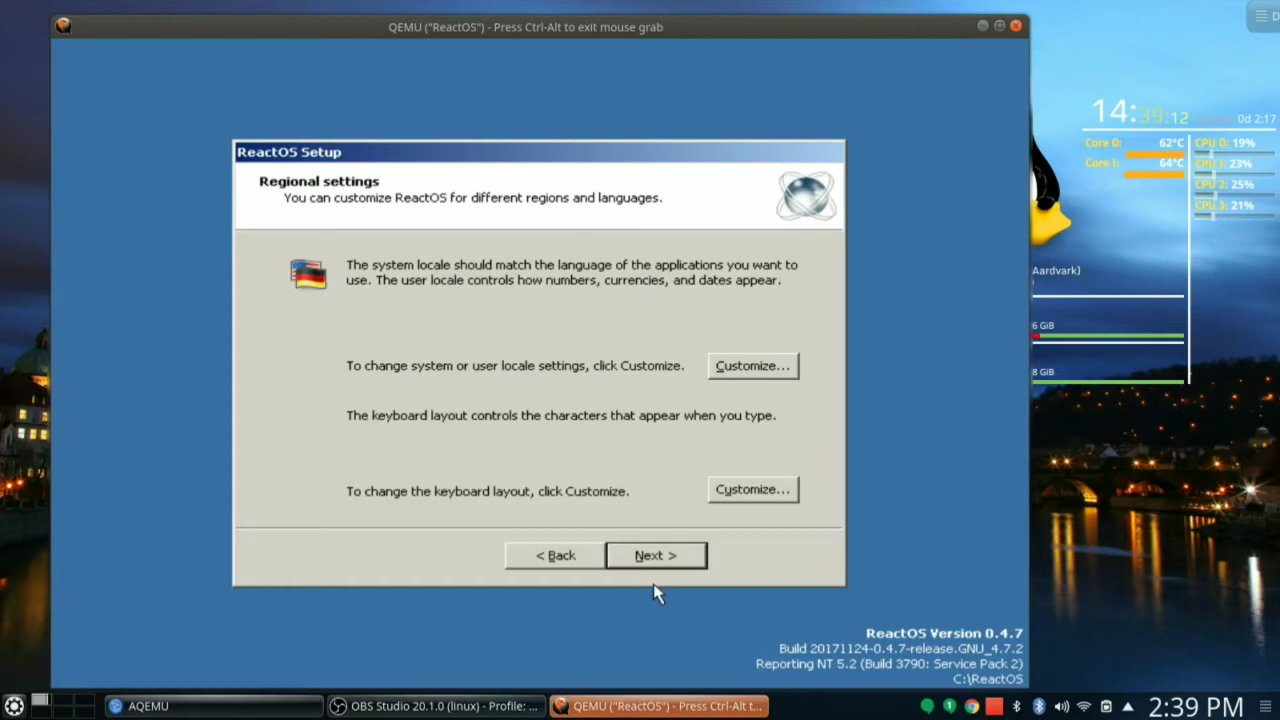 QEMU ("ReactOS") - Press Ctrl-Alt to exit mouse grab
D
14:39:12
0d 2:17
Core 0: 62°C
CPU 0: 19%
Core 1: 64°C
CPU 1: 23%
CPU 2: 25%
CPU 3: 21%
Aardvark]
6 GiB
8 GiB
ReactOS Setup
Regional settings
You can customize ReactOS for different regions and languages.
The system locale should match the language of the applications you want to
use. The user locale controls how numbers, currencies, and dates appear.
To change system or user locale settings, click Customize.
Customize...
The keyboard layout controls the characters that appear when you type.
To change the keyboard layout, click Customize.
Customize...
< Back
Next >
ReactOS Version 0.4.7
Build 20171124-0.4.7-release.GNU_4.7.2
Reporting NT 5.2 (Build 3790: Service Pack 2)
C:\ReactOS
AQEMU
OBS Studio 20.1.0 (linux) - Profile: ...
QEMU ("ReactOS") - Press Ctrl-Alt t...
1
2:39 PM